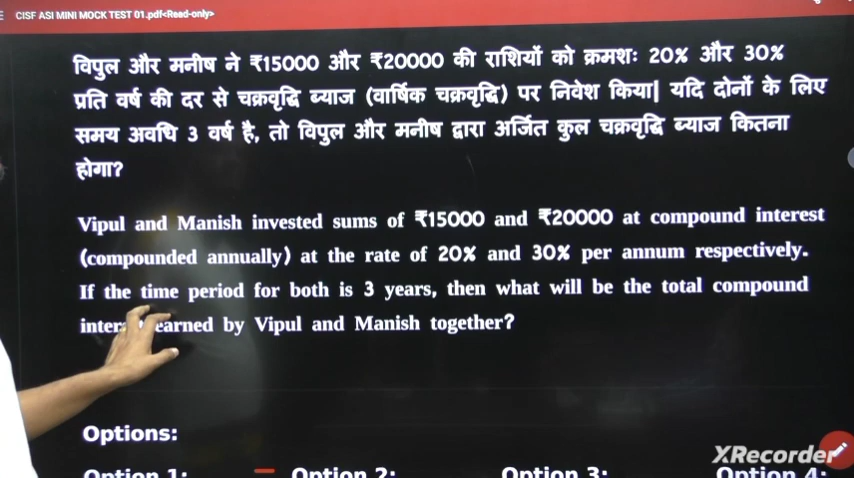 CISF ASI MINI MOCK TEST 01.pdf<Read-only>
विपुल और मनीष ने ₹15000 और ₹20000 की राशियों को क्रमशः 20% और 30%
प्रति वर्ष की दर से चक्रवृद्धि ब्याज (वार्षिक चक्रवृद्धि) पर निवेश किया| यदि दोनों के लिए
समय अवधि 3 वर्ष है, तो विपुल और मनीष द्वारा अर्जित कुल चक्रवृद्धि ब्याज कितना
होगा?
Vipul and Manish invested sums of ₹15000 and ₹20000 at compound interest
(compounded annually) at the rate of 20% and 30% per annum respectively.
If the time period for both is 3 years, then what will be the total compound
earned by Vipul and Manish together?
Options:
Option 1: Option 2: Option 3: Option 4:
XRecorder